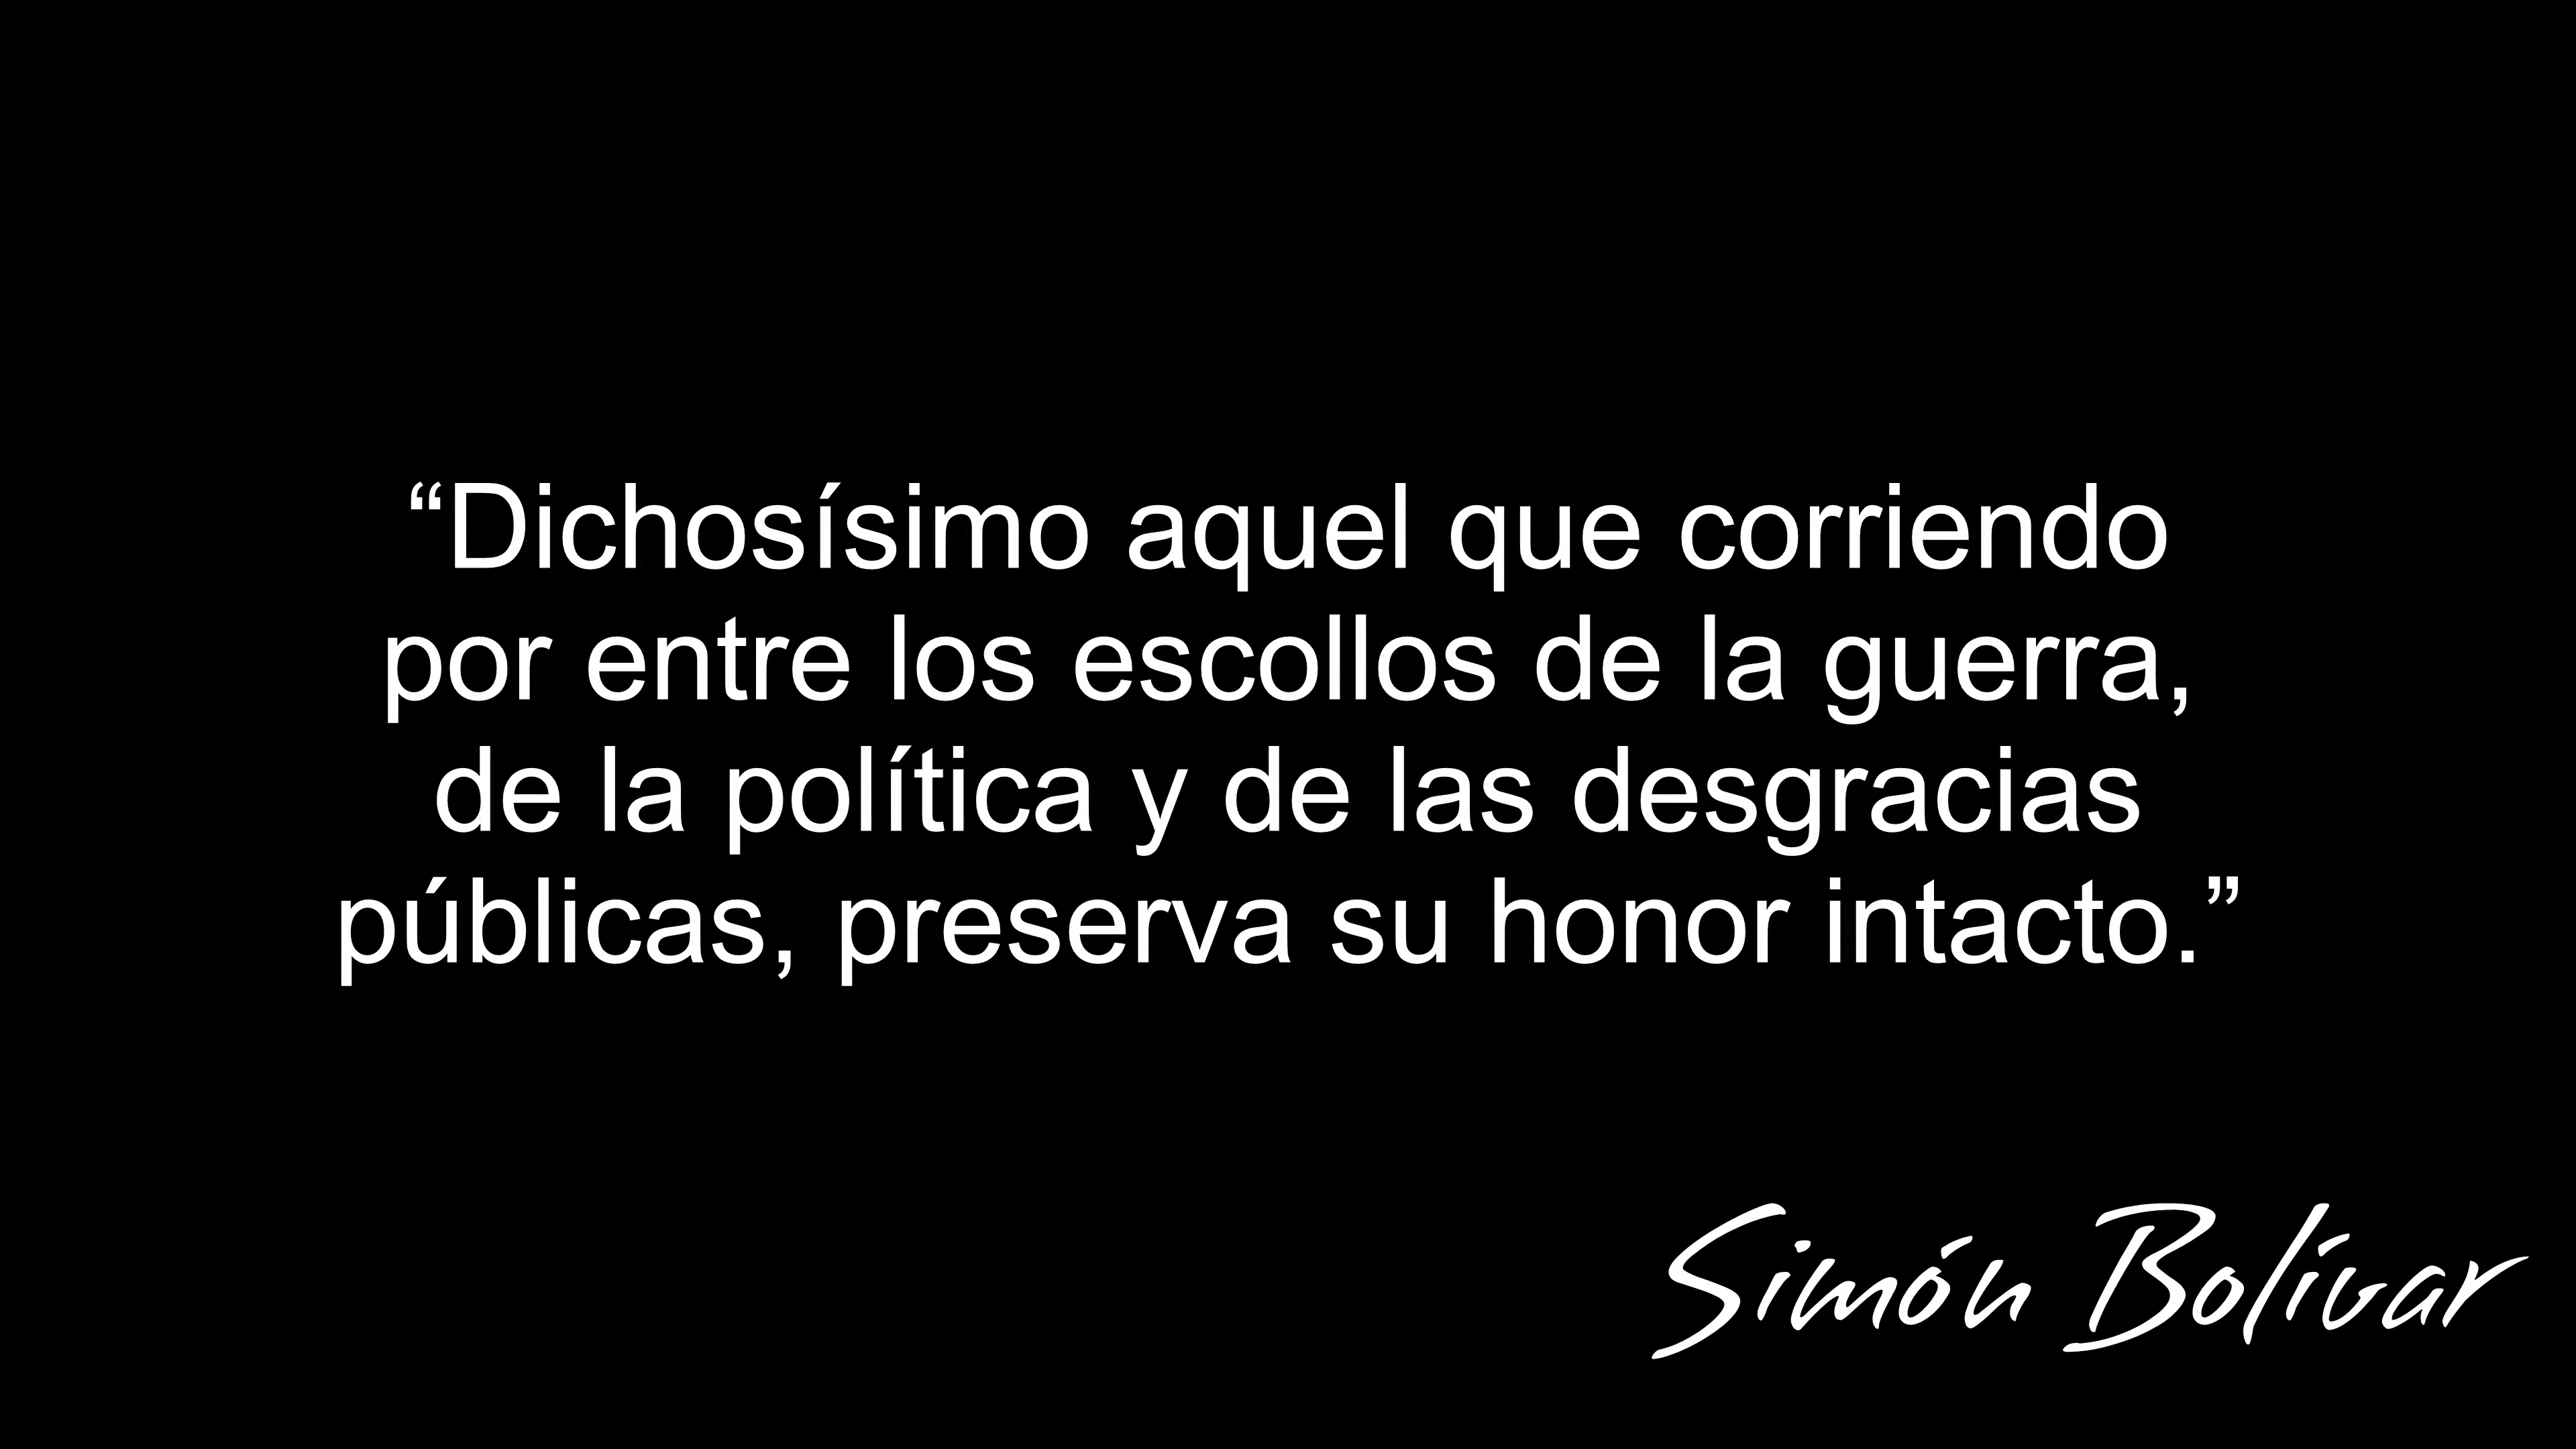 “Dichosísimo aquel que corriendo
por entre los escollos de la guerra,
de la política y de las desgracias
públicas, preserva su honor intacto.”
Simón Bolívar